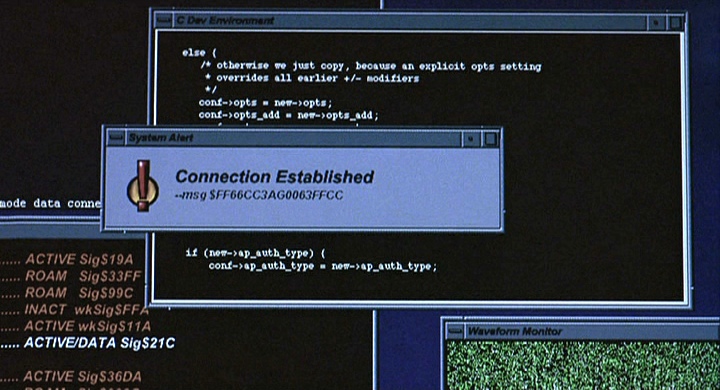 C Dev Environment
else {
/* otherwise we just copy, because an explicit opts setting
* overrides all earlier +/- modifiers
*/
conf->opts = new->opts;
conf->opts_add = new->opts_add;
System Alert
Connection Established
--msg $FF66CC3AG0063FFCC
if (new->ap_auth_type) {
conf->ap_auth_type = new->ap_auth_type;
mode data conne
..... ACTIVE Sig$19A
..... ROAM Sig$33FF
..... ROAM Sig$99C
..... INACT wkSig$FFA
..... ACTIVE wkSig$11A
..... ACTIVE/DATA Sig$21C
..... ACTIVE Sig$36DA
Waveform Monitor